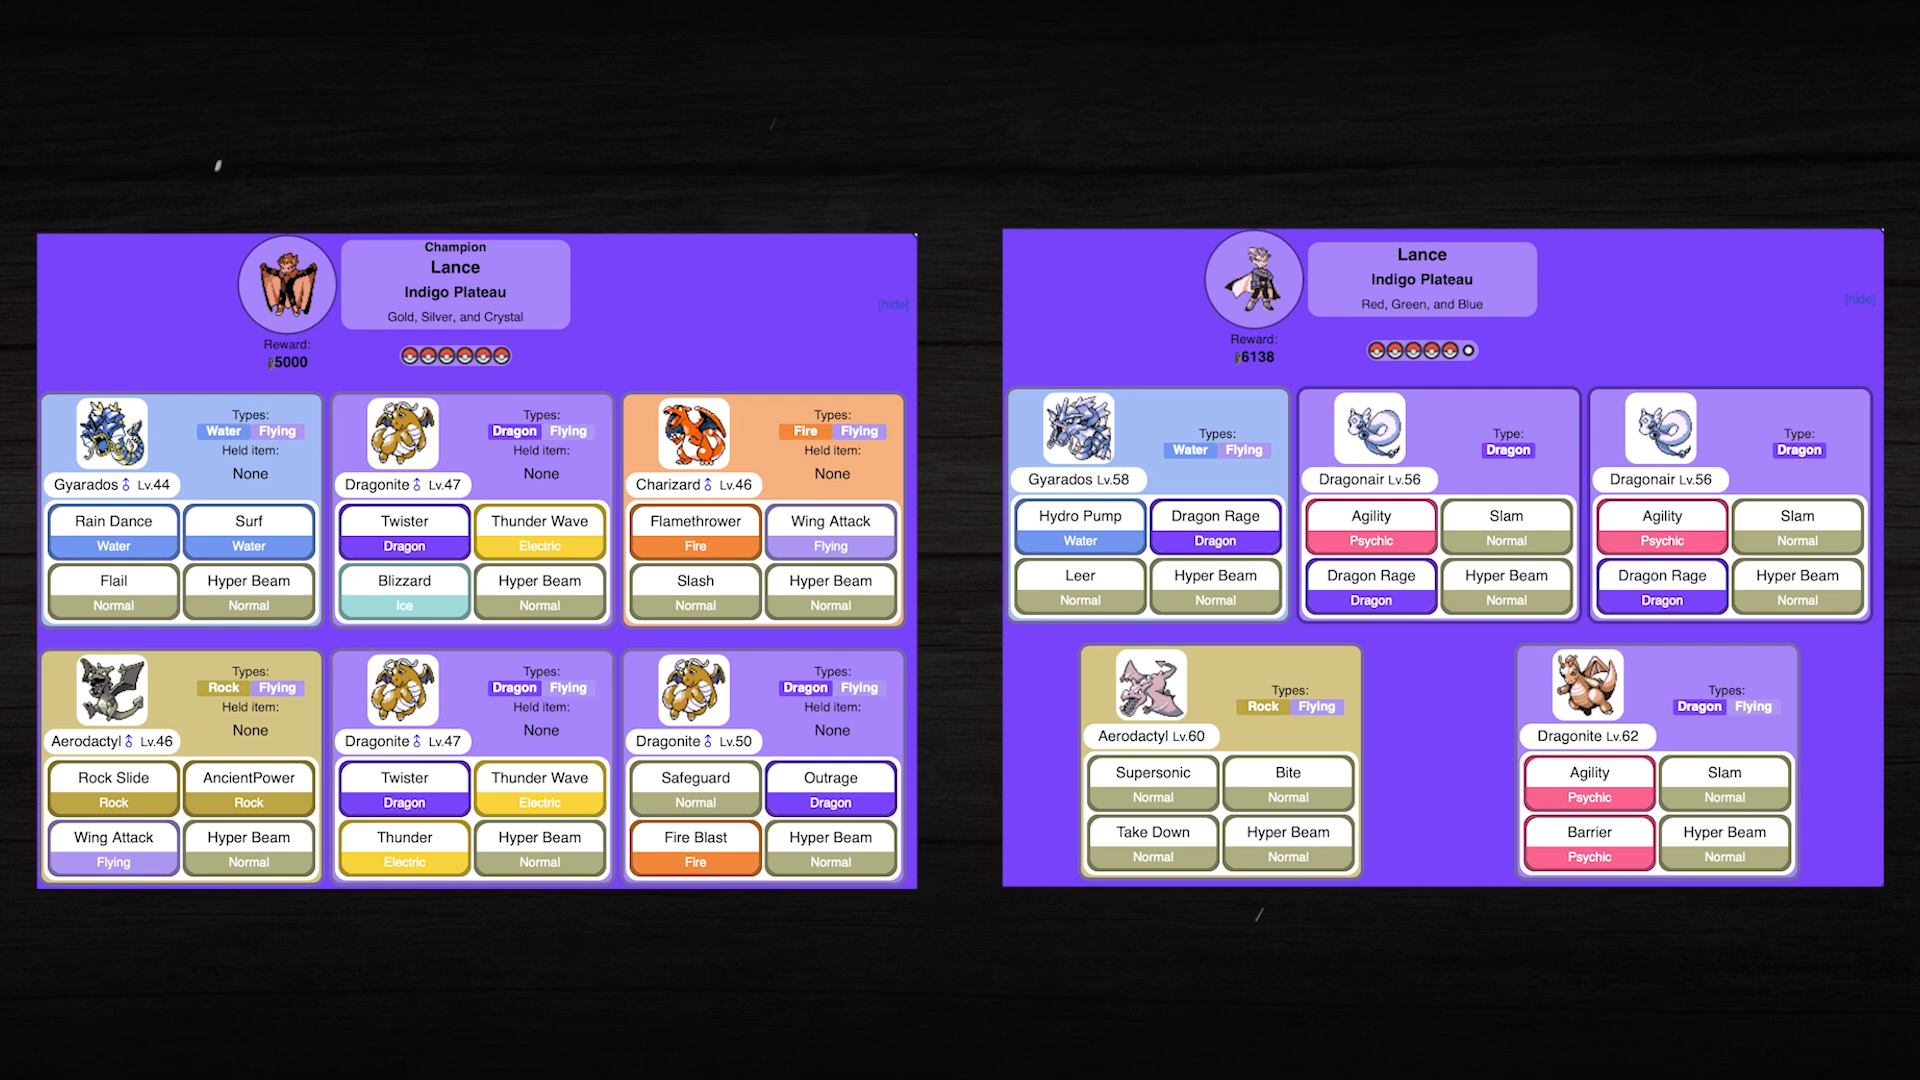 Champion
Lance
Indigo Plateau
Gold, Silver, and Crystal
[hide]
Reward:
5000
Types:
Water Flying
Held item:
None
Gyarados ♂ Lv.44
Rain Dance
Water
Surf
Water
Flail
Normal
Hyper Beam
Normal
Types:
Dragon Flying
Held item:
None
Dragonite ♂ Lv.47
Twister
Dragon
Thunder Wave
Electric
Blizzard
Ice
Hyper Beam
Normal
Types:
Fire Flying
Held item:
None
Charizard ♂ Lv.46
Flamethrower
Fire
Wing Attack
Flying
Slash
Normal
Hyper Beam
Normal
Types:
Rock Flying
Held item:
None
Aerodactyl ♂ Lv.46
Rock Slide
Rock
AncientPower
Rock
Wing Attack
Flying
Hyper Beam
Normal
Types:
Dragon Flying
Held item:
None
Dragonite ♂ Lv.47
Twister
Dragon
Thunder Wave
Electric
Thunder
Electric
Hyper Beam
Normal
Types:
Dragon Flying
Held item:
None
Dragonite ♂ Lv.50
Safeguard
Normal
Outrage
Dragon
Fire Blast
Fire
Hyper Beam
Normal
Lance
Indigo Plateau
Red, Green, and Blue
[hide]
Reward:
6138
Types:
Water Flying
Gyarados Lv.58
Hydro Pump
Water
Dragon Rage
Dragon
Leer
Normal
Hyper Beam
Normal
Type:
Dragon
Dragonair Lv.56
Agility
Psychic
Slam
Normal
Dragon Rage
Dragon
Hyper Beam
Normal
Type:
Dragon
Dragonair Lv.56
Agility
Psychic
Slam
Normal
Dragon Rage
Dragon
Hyper Beam
Normal
Types:
Rock Flying
Aerodactyl Lv.60
Supersonic
Normal
Bite
Normal
Take Down
Normal
Hyper Beam
Normal
Types:
Dragon Flying
Dragonite Lv.62
Agility
Psychic
Slam
Normal
Barrier
Psychic
Hyper Beam
Normal